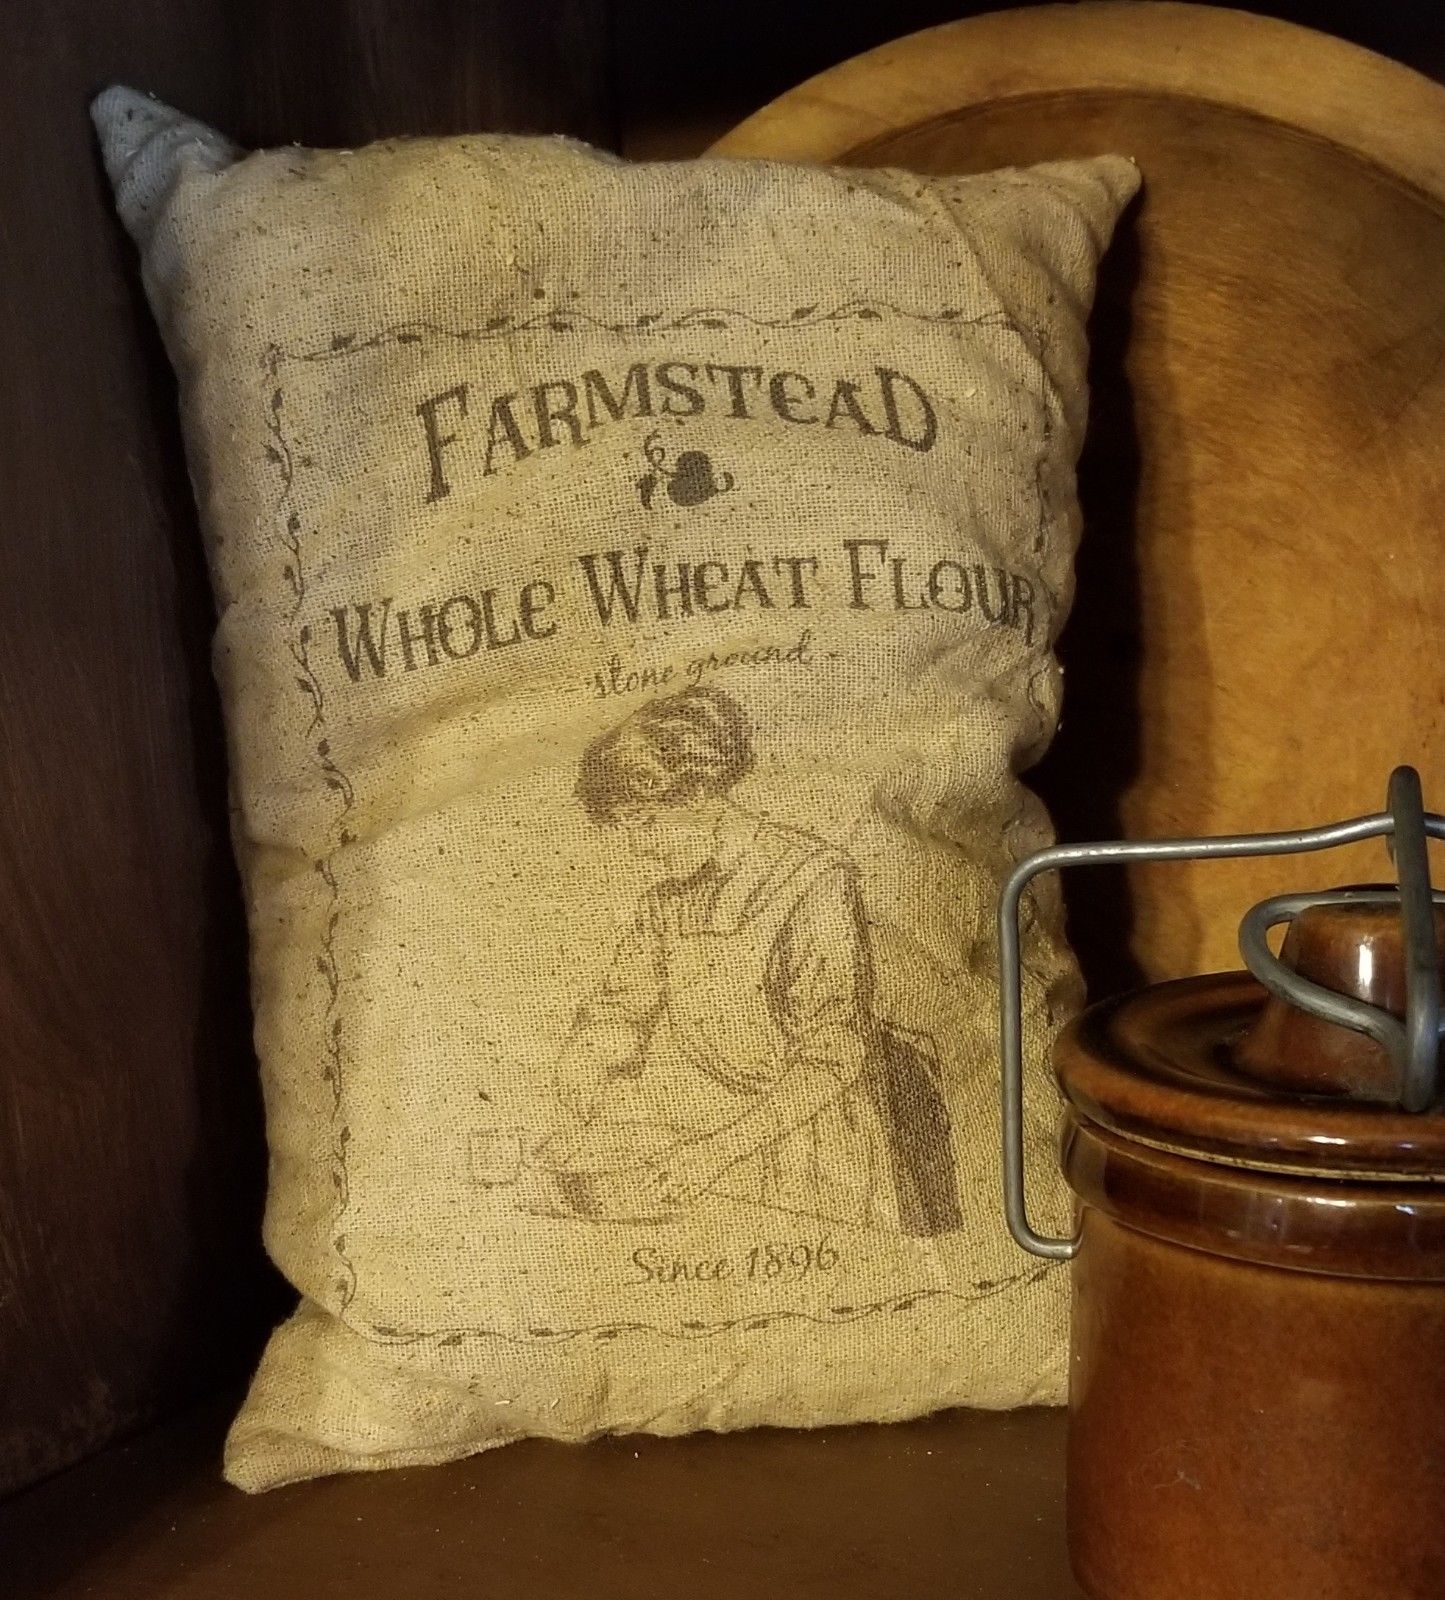 FARMSTEAD
WHOLE WHEAT FLOUR
- stone ground -
Since 1896